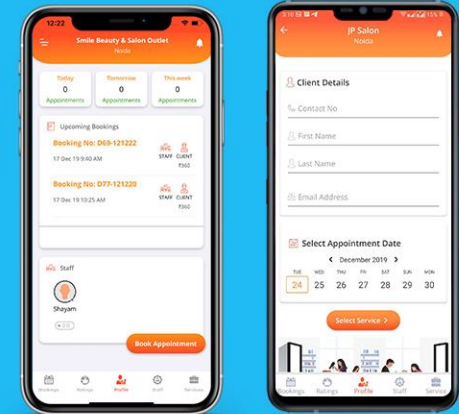 12:22
Smile Beauty & Salon Outlet
Noida
Today
0
Appointments
Tomorrow
0
Appointments
This week
0
Appointments
Upcoming Bookings
Booking No: D69-121222
17 Dec 19 9:40 AM
STAFF CLIENT
₹360
Booking No: D77-121220
17 Dec 19 10:25 AM
STAFF CLIENT
₹360
Staff
Shayam
Book Appointment
Bookings
Ratings
Profile
Staff
Services
JP Salon
Noida
Client Details
Contact No
First Name
Last Name
Email Address
Select Appointment Date
< December 2019 >
TUE WED THU FRI SAT SUN MON
24 25 26 27 28 29 30
Select Service >
Bookings
Ratings
Profile
Staff
Service